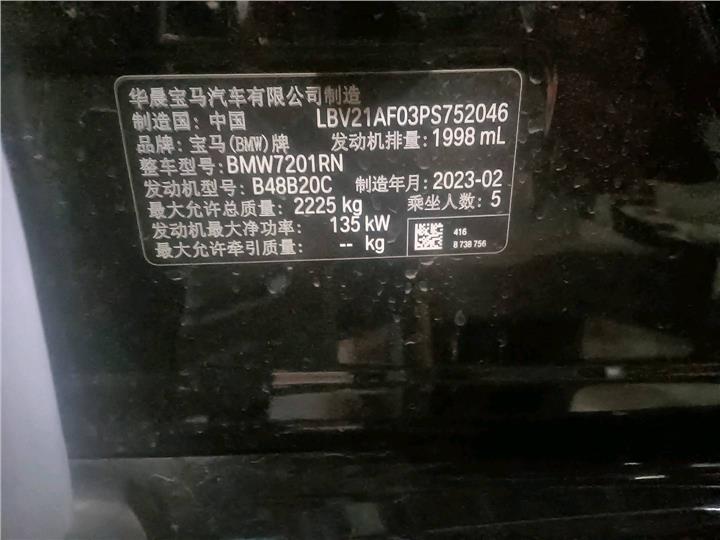 华晨宝马汽车有限公司制造
制造国: 中国 LBV21AF03PS752046
品牌: 宝马(BMW)牌 发动机排量: 1998 mL
整车型号: BMW7201RN
发动机型号: B48B20C 制造年月: 2023-02
最大允许总质量: 2225 kg 乘坐人数: 5
发动机最大净功率: 135 kW
最大允许牵引质量: -- kg
416
8 738 756